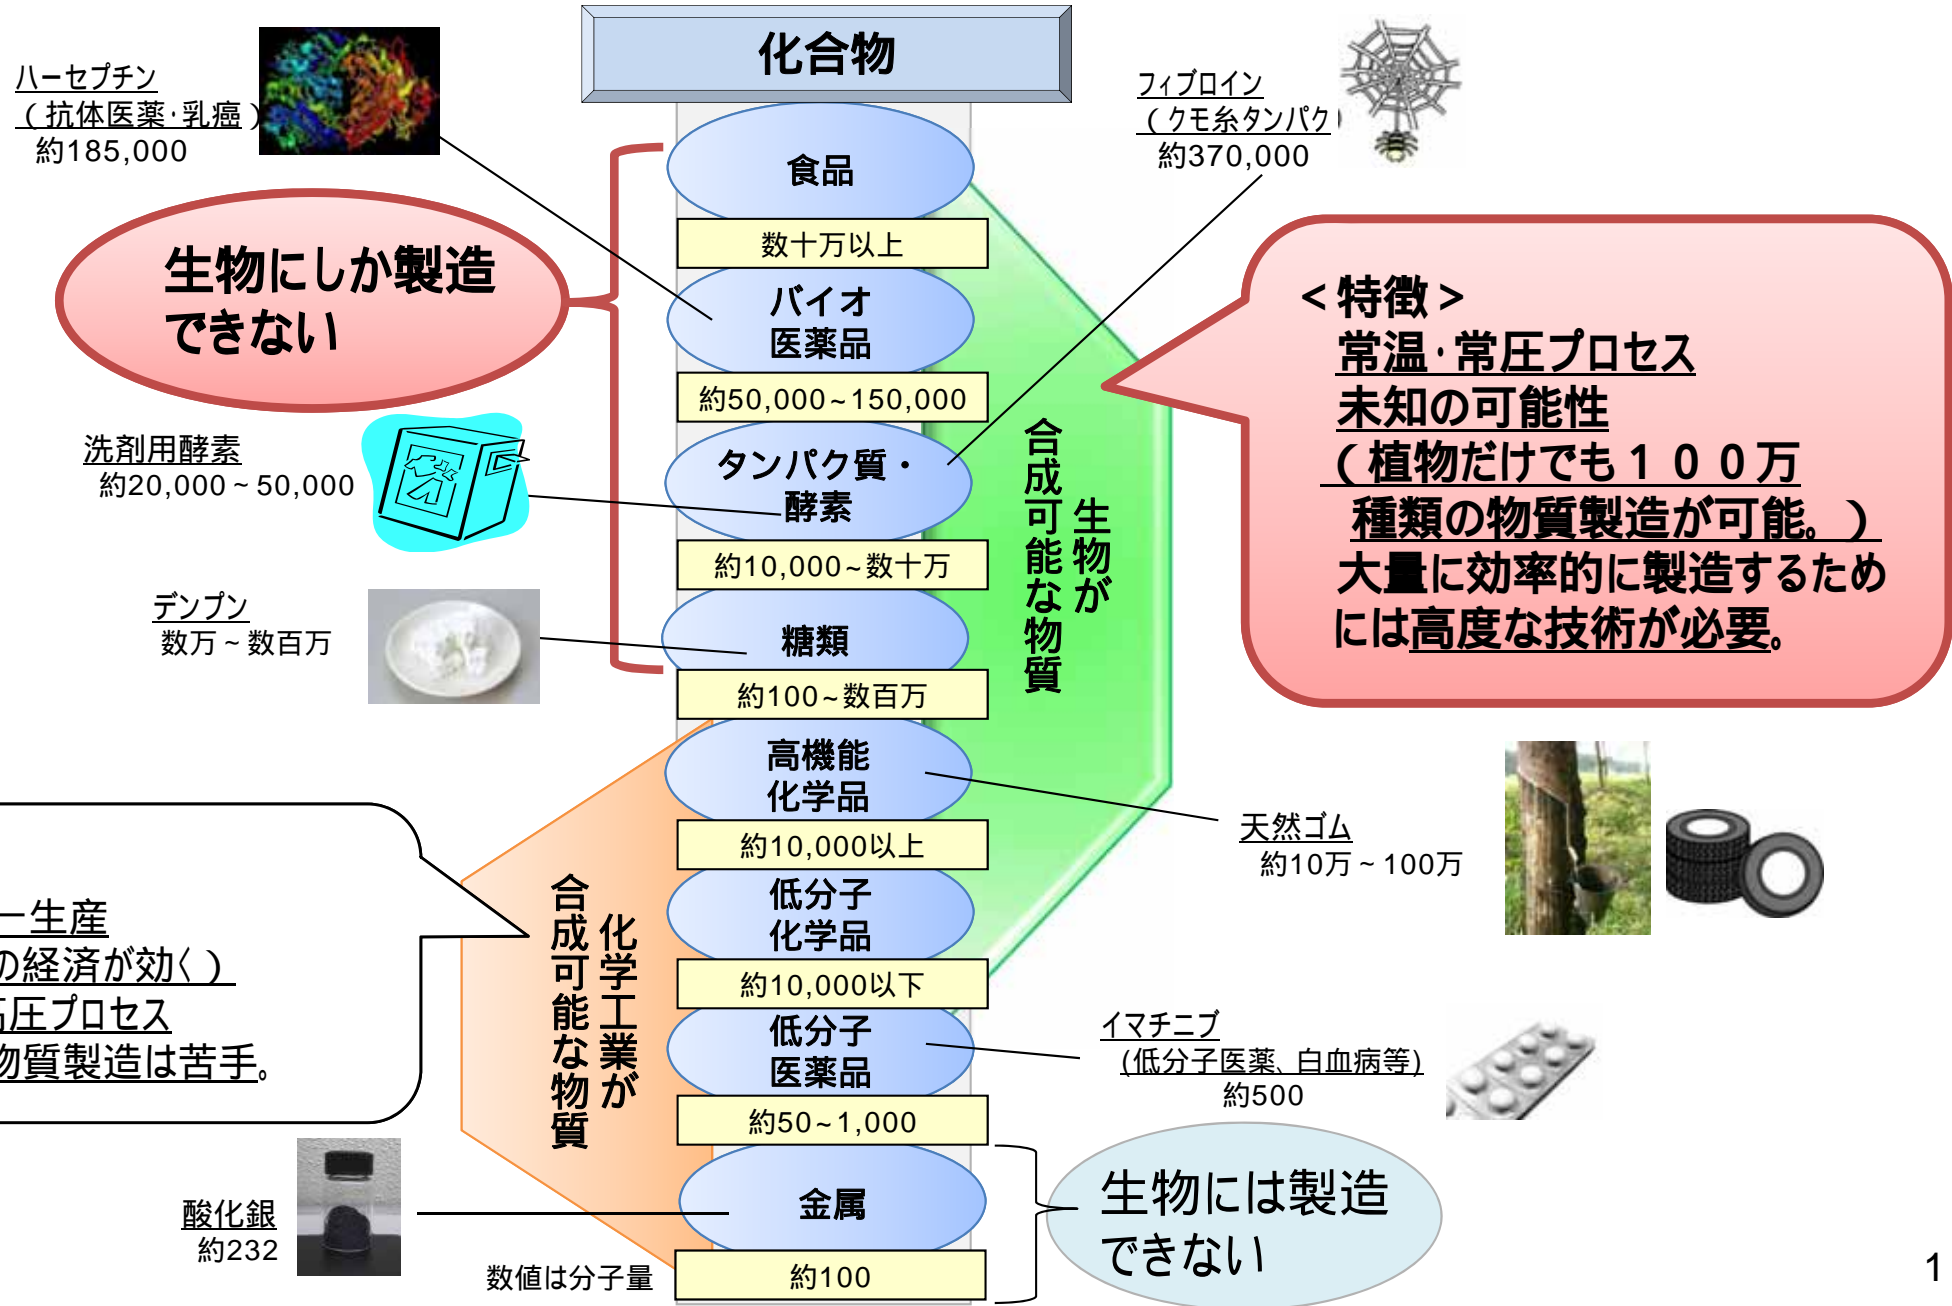 化合物
ハーセプチン
（抗体医薬・乳癌）
約185,000
フィブロイン
（クモ糸タンパク
約370,000
食品
数十万以上
生物にしか製造
できない
バイオ
医薬品
約50,000~150,000
<特徴>
常温・常圧プロセス
未知の可能性
（植物だけでも１００万
種類の物質製造が可能。）
大量に効率的に製造するため
には高度な技術が必要。
洗剤用酵素
約20,000～50,000
タンパク質・
酵素
約10,000~数十万
生物が
合成可能な物質
デンプン
数万～数百万
糖類
約100~数百万
高機能
化学品
約10,000以上
天然ゴム
約10万～100万
ー生産
の経済が効く）
高圧プロセス
物質製造は苦手。
化学工業が
合成可能な物質
低分子
化学品
約10,000以下
低分子
医薬品
約50~1,000
イマチニブ
(低分子医薬、白血病等)
約500
酸化銀
約232
金属
約100
数値は分子量
生物には製造
できない
1